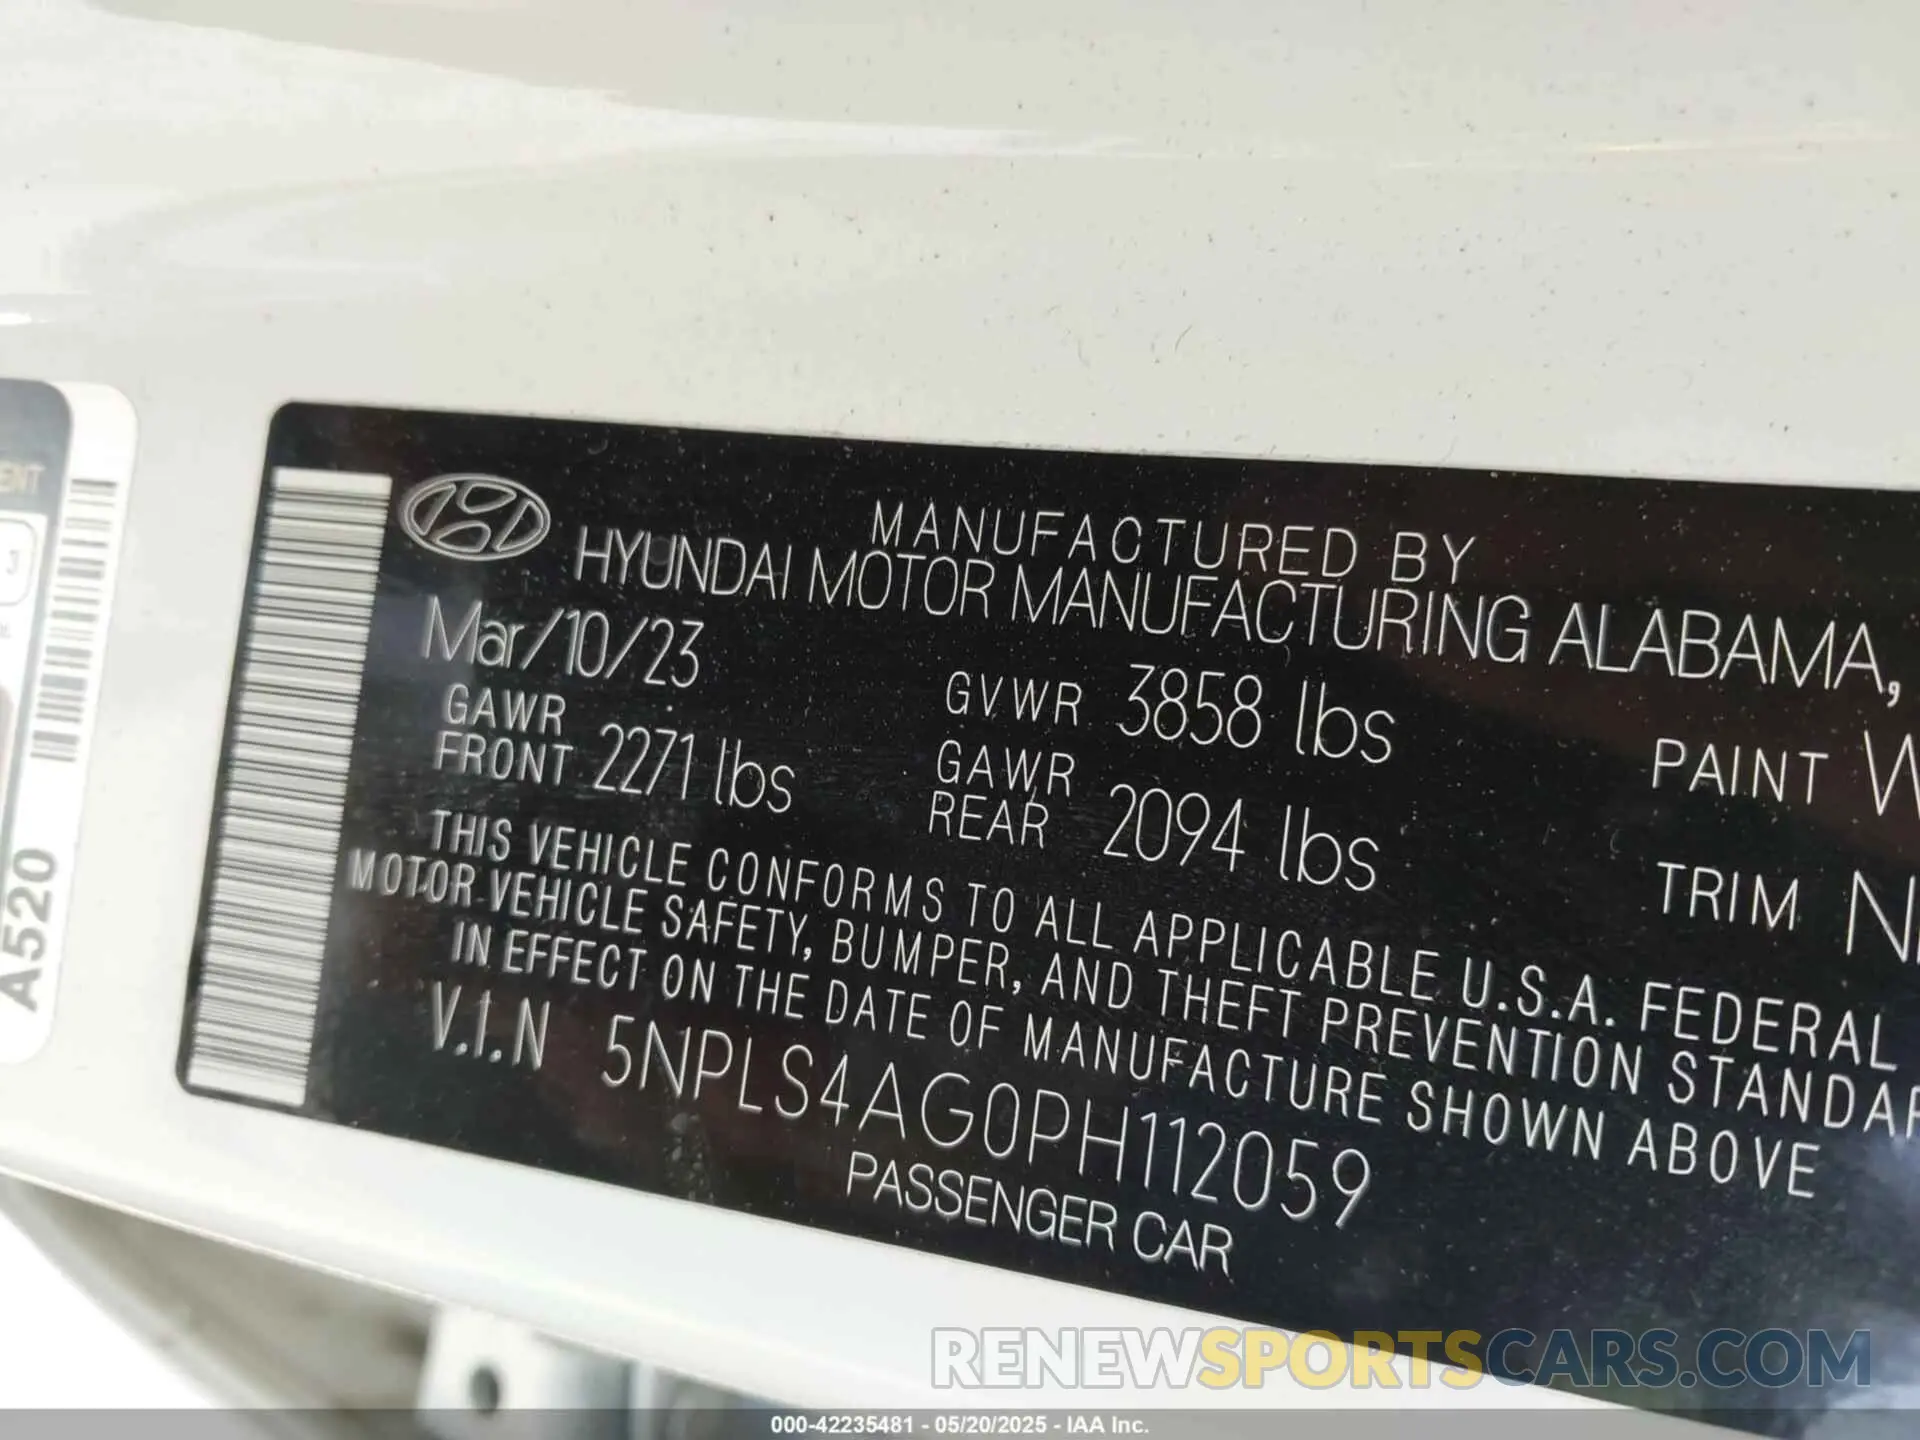 MANUFACTURED BY
HYUNDAI MOTOR MANUFACTURING ALABAMA,
Mar/10/23
GVWR 3858 lbs
GAWR FRONT 2271 lbs
GAWR REAR 2094 lbs
PAINT W
TRIM
THIS VEHICLE CONFORMS TO ALL APPLICABLE U.S.A. FEDERAL
MOTOR VEHICLE SAFETY, BUMPER, AND THEFT PREVENTION STANDAR
IN EFFECT ON THE DATE OF MANUFACTURE SHOWN ABOVE
V.I.N 5NPLS4AG0PH112059
PASSENGER CAR
A520
RENEWSPORTSCARS.COM
000-42235481 - 05/20/2025 - IAA Inc.